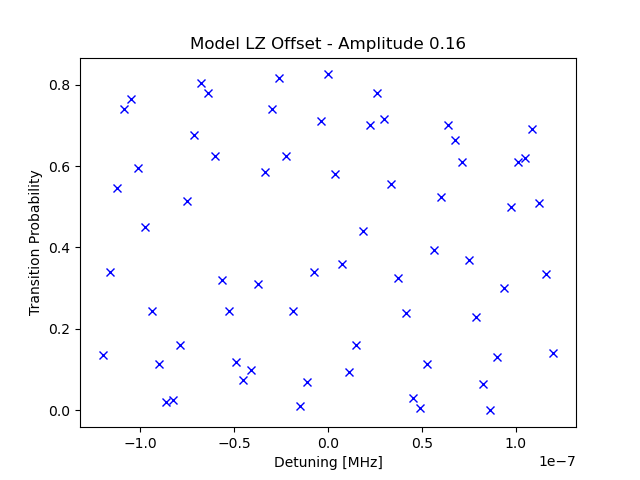 Model LZ Offset - Amplitude 0.16
Transition Probability
0.8
0.6
0.4
0.2
0.0
−1.0 −0.5 0.0 0.5 1.0
Detuning [MHz] 1e−7